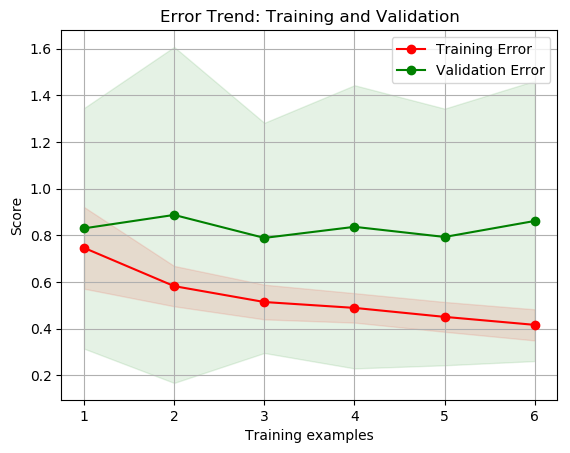 Error Trend: Training and Validation
Training Error
Validation Error
Score
1.6
1.4
1.2
1.0
0.8
0.6
0.4
0.2
1 2 3 4 5 6
Training examples